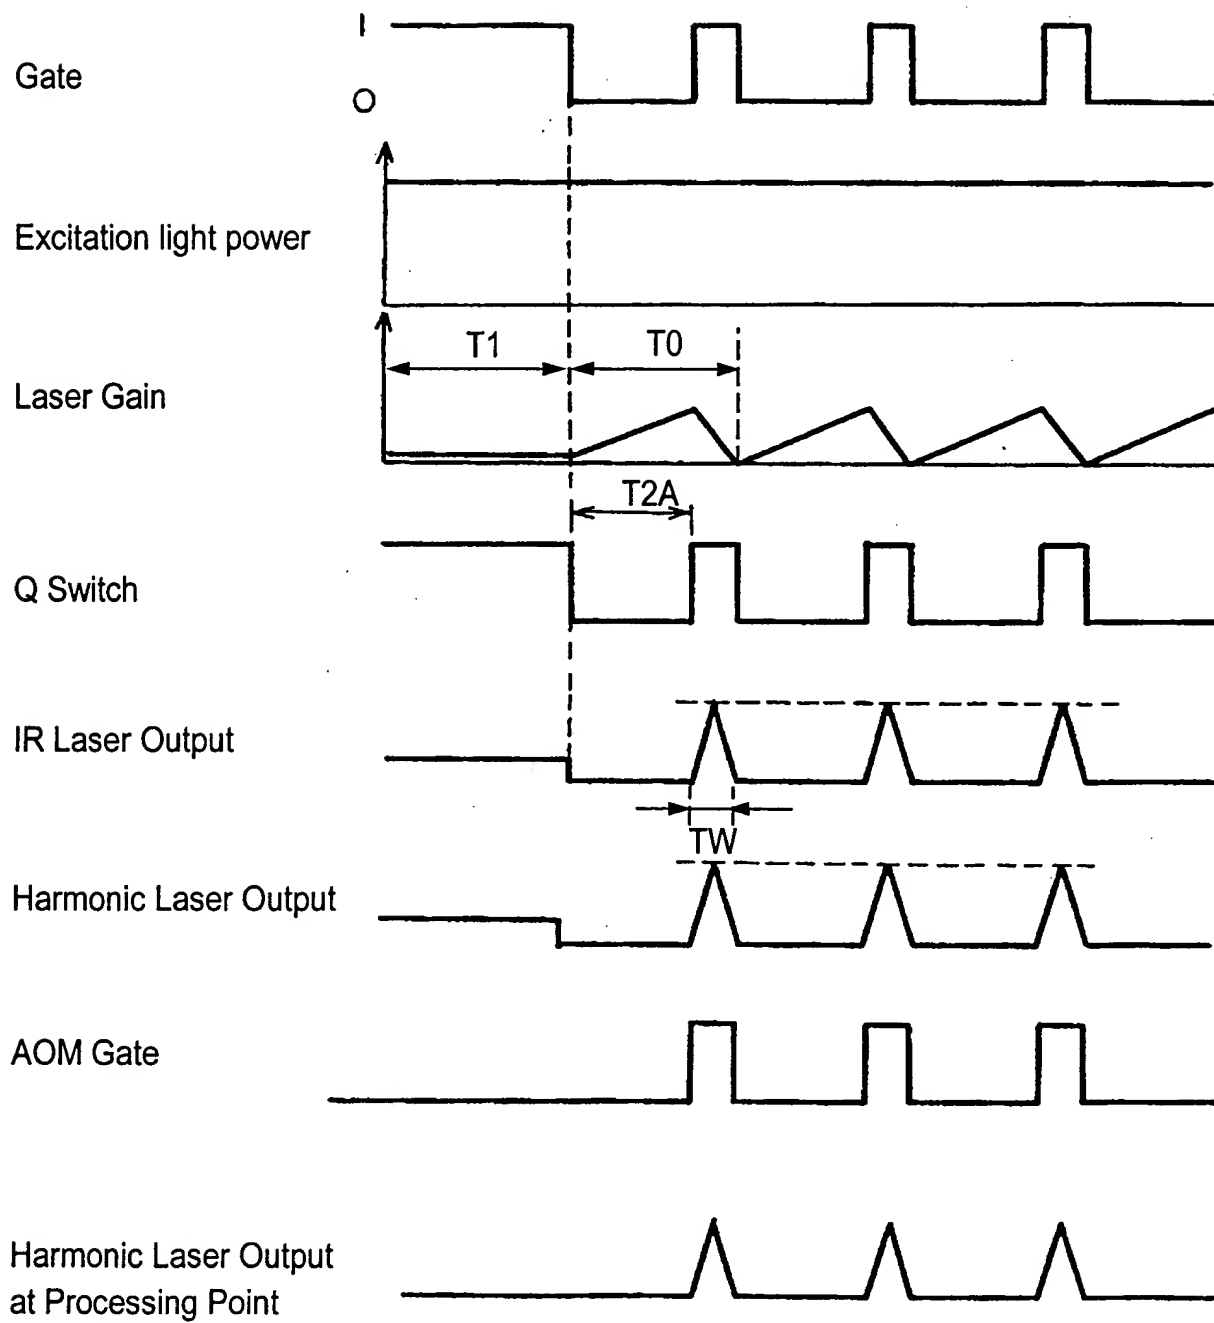 I
Gate
O
Excitation light power
T1
T0
Laser Gain
T2A
Q Switch
IR Laser Output
TW
Harmonic Laser Output
AOM Gate
Harmonic Laser Output
at Processing Point